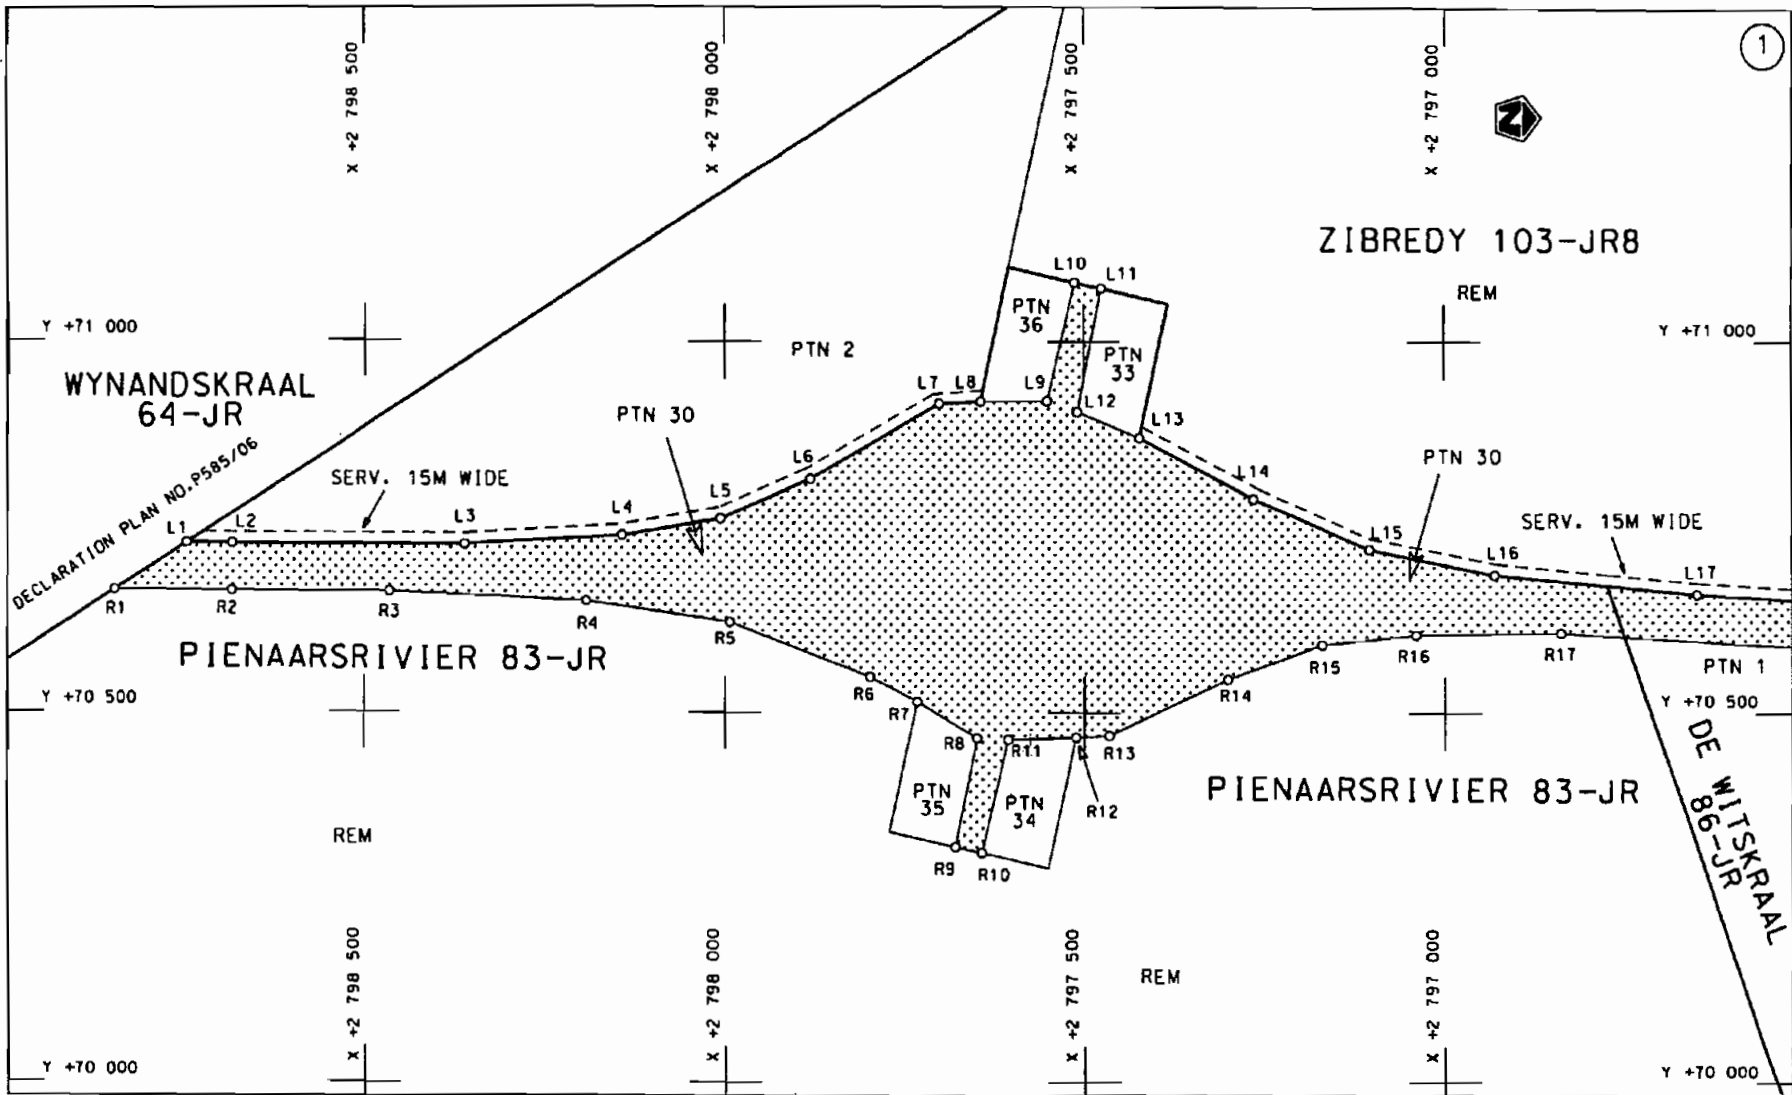 1
X +2 798 500
X +2 798 000
X +2 797 500
X +2 797 000
N
ZIBREDY 103-JR8
REM
L10
L11
PTN
36
PTN
33
Y +71 000
Y +71 000
PTN 2
WYNANDSKRAAL
64-JR
PTN 30
L7
L8
L9
L12
L13
DECLARATION PLAN NO.P585/06
SERV. 15M WIDE
L1
L2
L3
L4
L5
L6
L14
PTN 30
L15
L16
SERV. 15M WIDE
L17
R1
R2
R3
R4
R5
R6
R7
R8
R11
R13
R14
R15
R16
R17
PTN 1
PIENAARSRIVIER 83-JR
Y +70 500
Y +70 500
PTN
35
PTN
34
R12
R9
R10
PIENAARSRIVIER 83-JR
DE WITSKRAAL
86-JR
REM
REM
X +2 798 500
X +2 798 000
X +2 797 500
X +2 797 000
Y +70 000
Y +70 000